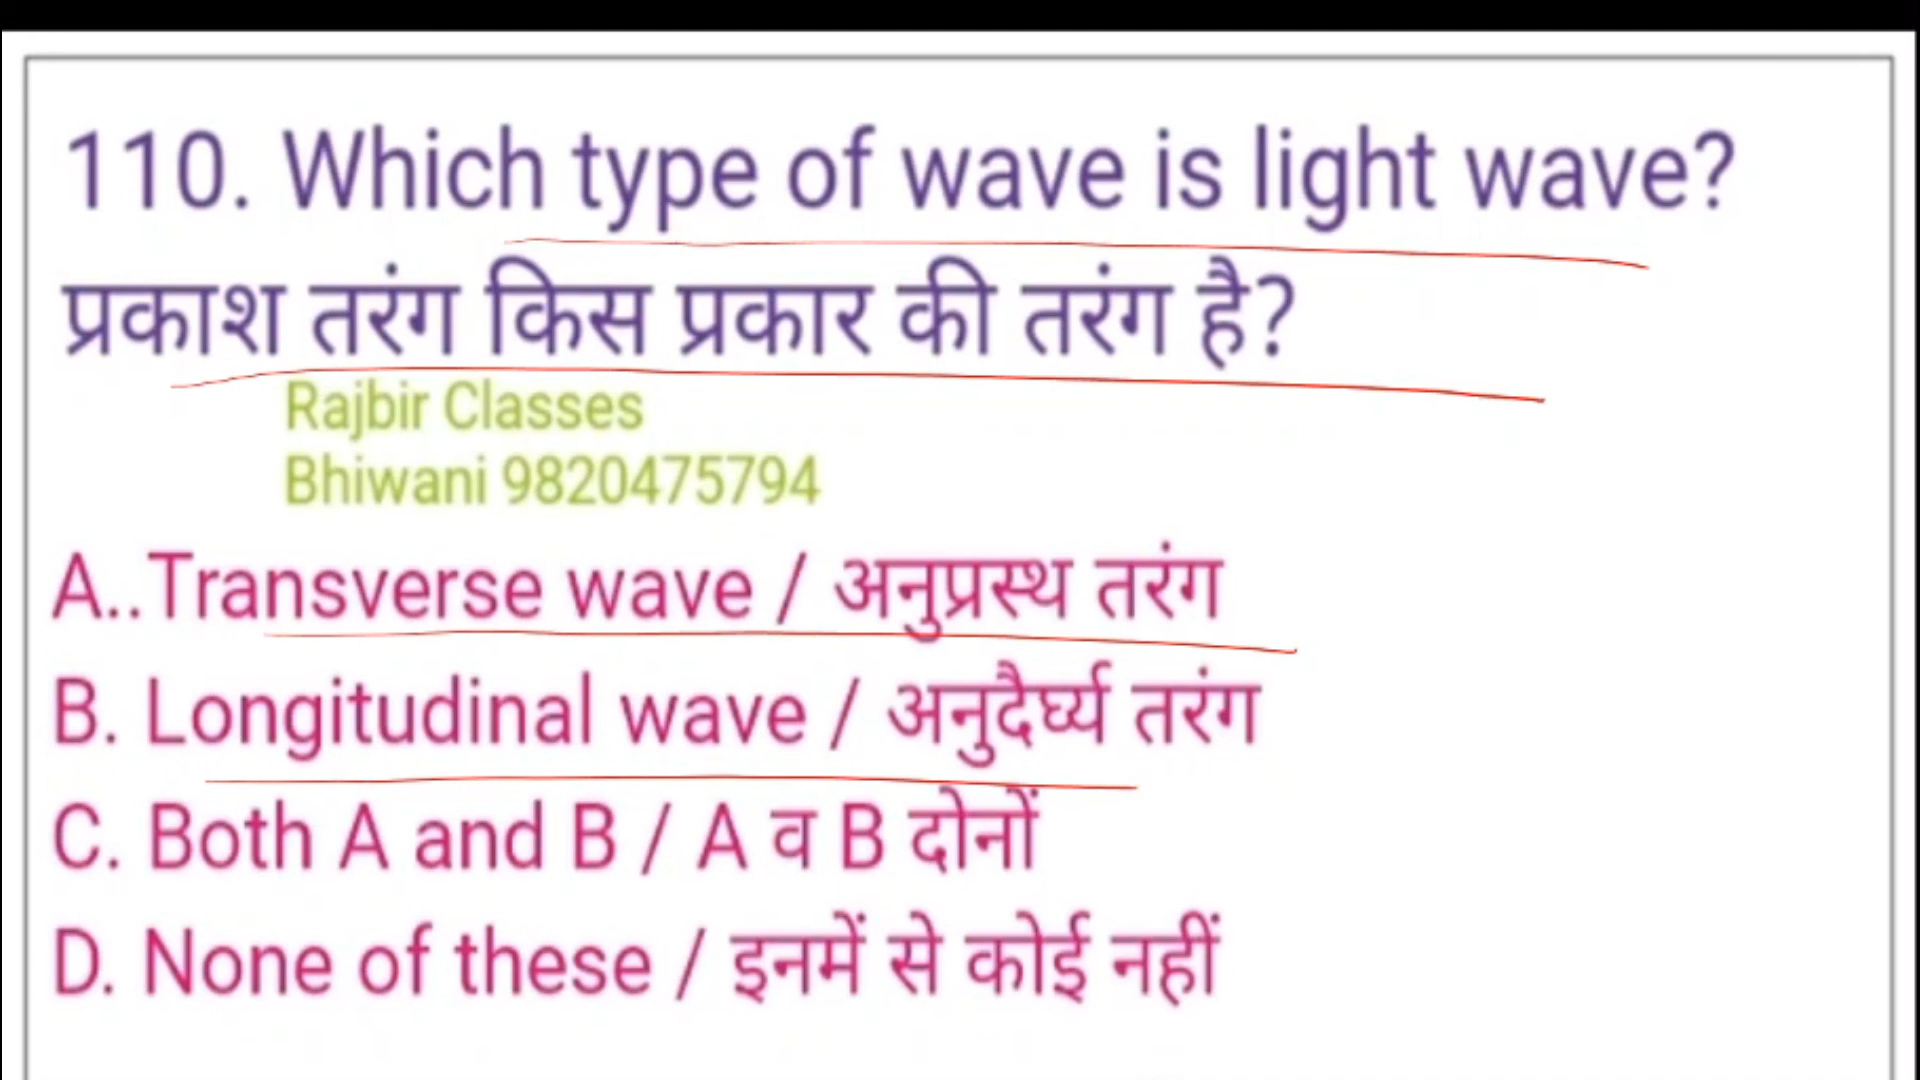 110. Which type of wave is light wave?
प्रकाश तरंग किस प्रकार की तरंग है?
Rajbir Classes
Bhiwani 9820475794
A..Transverse wave / अनुप्रस्थ तरंग
B. Longitudinal wave / अनुदैर्घ्य तरंग
C. Both A and B / A व B दोनों
D. None of these / इनमें से कोई नहीं